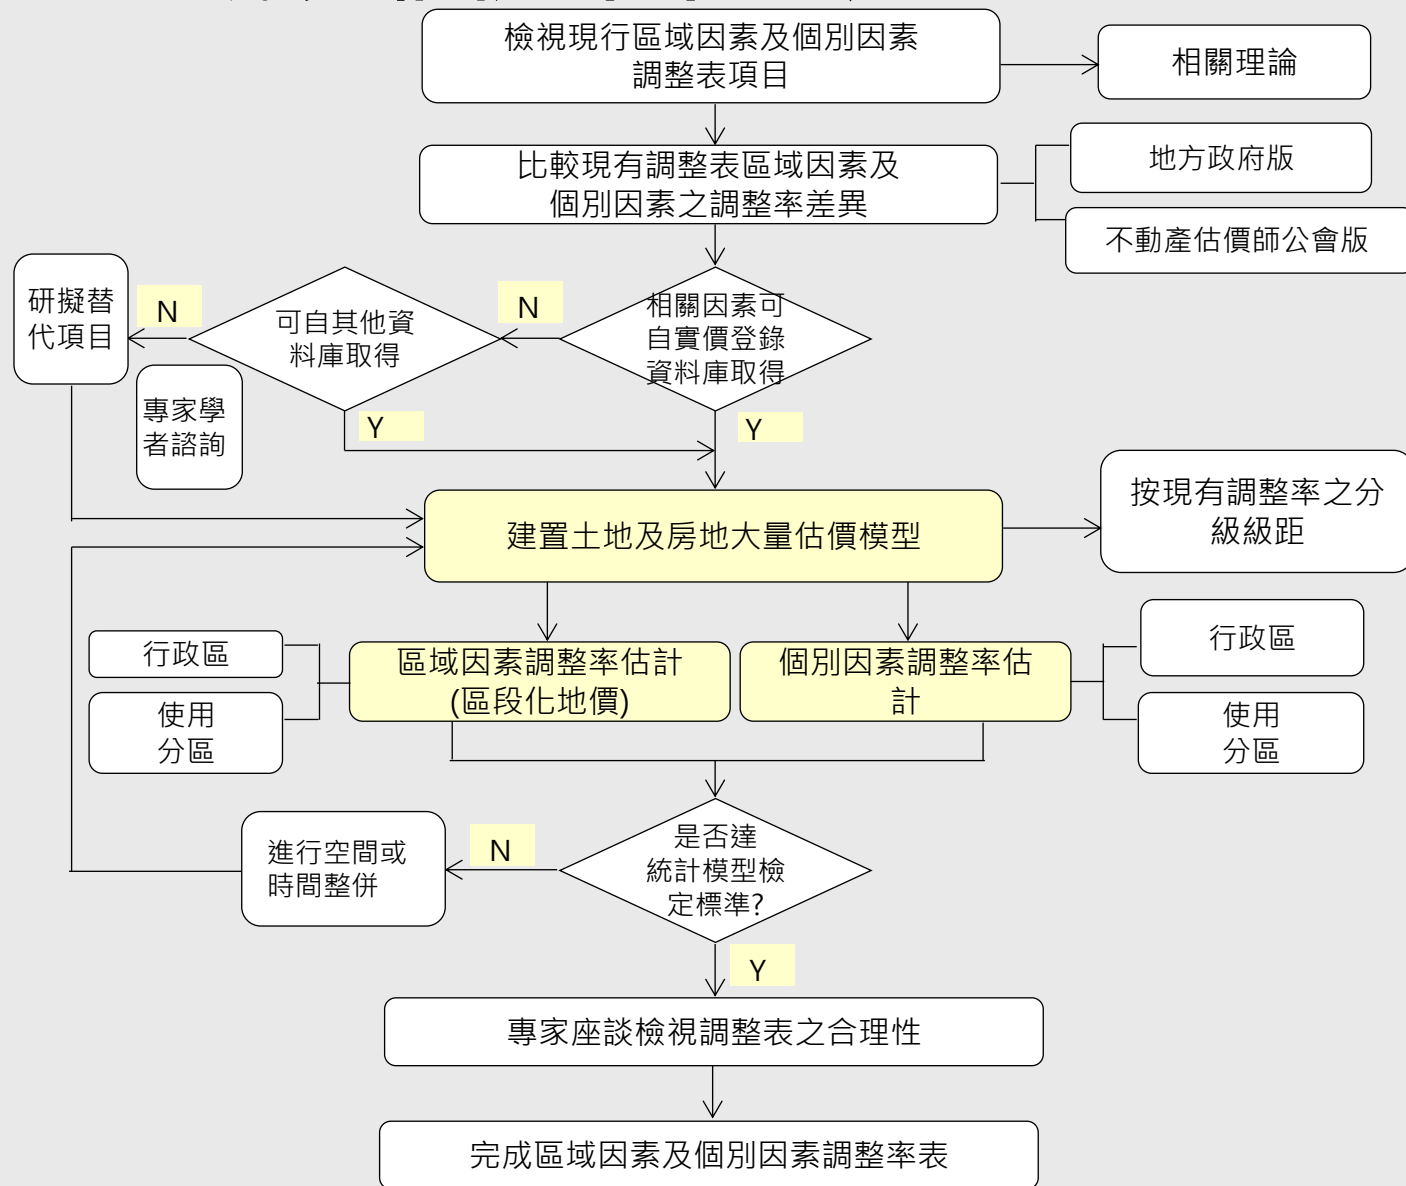 檢視現行區域因素及個別因素
調整表項目
相關理論
比較現有調整表區域因素及
個別因素之調整率差異
地方政府版
不動產估價師公會版
研擬替
代項目
N
可自其他資
料庫取得
N
相關因素可
自實價登錄
資料庫取得
專家學
者諮詢
Y
Y
建置土地及房地大量估價模型
按現有調整率之分
級級距
行政區
使用
分區
區域因素調整率估計
(區段化地價)
個別因素調整率估
計
行政區
使用
分區
進行空間或
時間整併
N
是否達
統計模型檢
定標準?
Y
專家座談檢視調整表之合理性
完成區域因素及個別因素調整率表